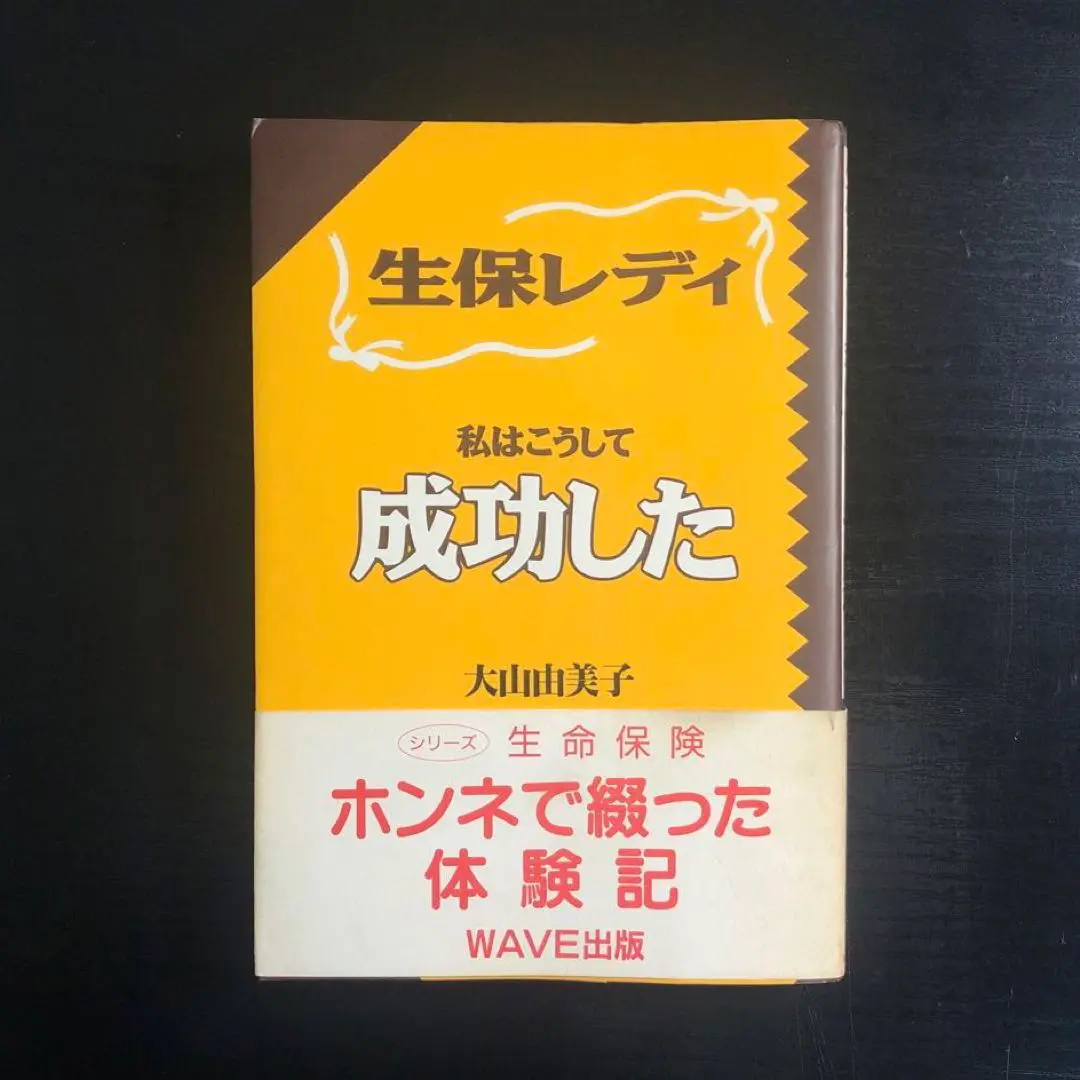 生保レディ
私はこうして
成功した
大山由美子
シリーズ 生命保険
ホンネで綴った
体験記
WAVE出版